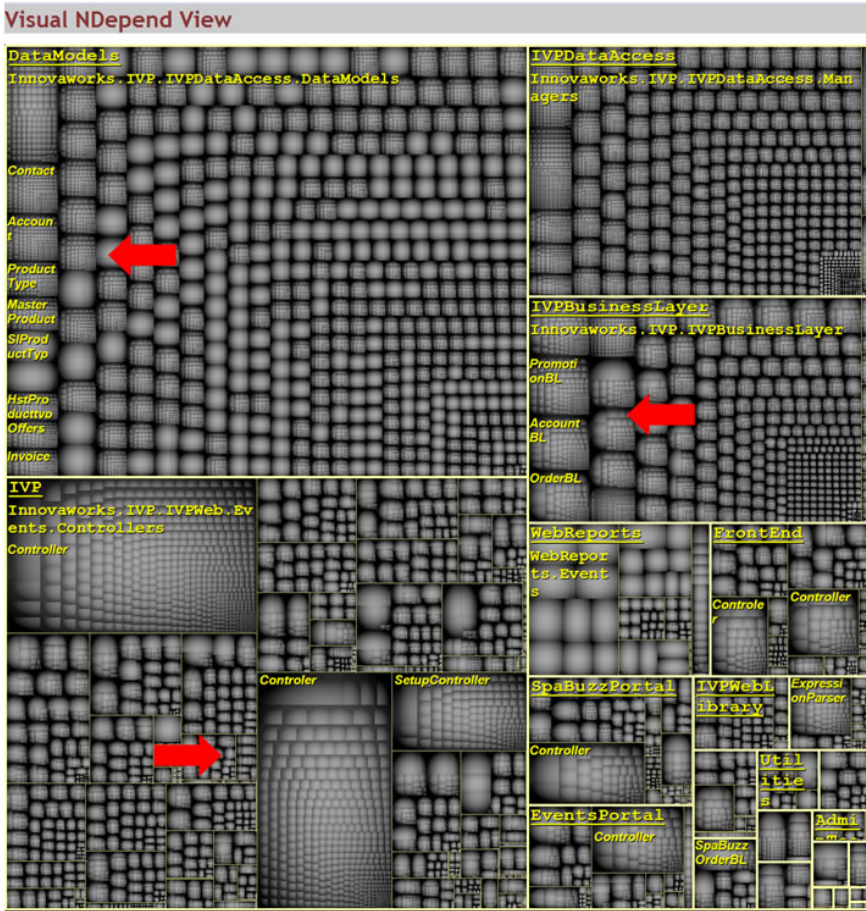 Visual NDepend View
DataModels
Innovaworks.IVP.IVPDataAccess.DataModels
Contact
Accoun
t
Product
Type
Master
Product
SlProd
uctTyp
HstPro
ducttyp
Offers
Invoice
IVPDataAccess
Innovaworks.IVP.IVPDataAccess.Man
agers
IVPBusinessLayer
Innovaworks.IVP.IVPBusinessLayer
Promoti
onBL
Account
BL
OrderBL
IVP
Innovaworks.IVP.IVPWeb.Ev
ents.Controllers
Controller
Controler
SetupController
WebReports
WebRepor
ts.Event
s
FrontEnd
Controle
r
Controller
SpaBuzzPortal
Controller
IVPWebL
ibrary
Expressi
onParser
Util
itie
s
EventsPortal
Controller
SpaBuzz
OrderBL
Admi